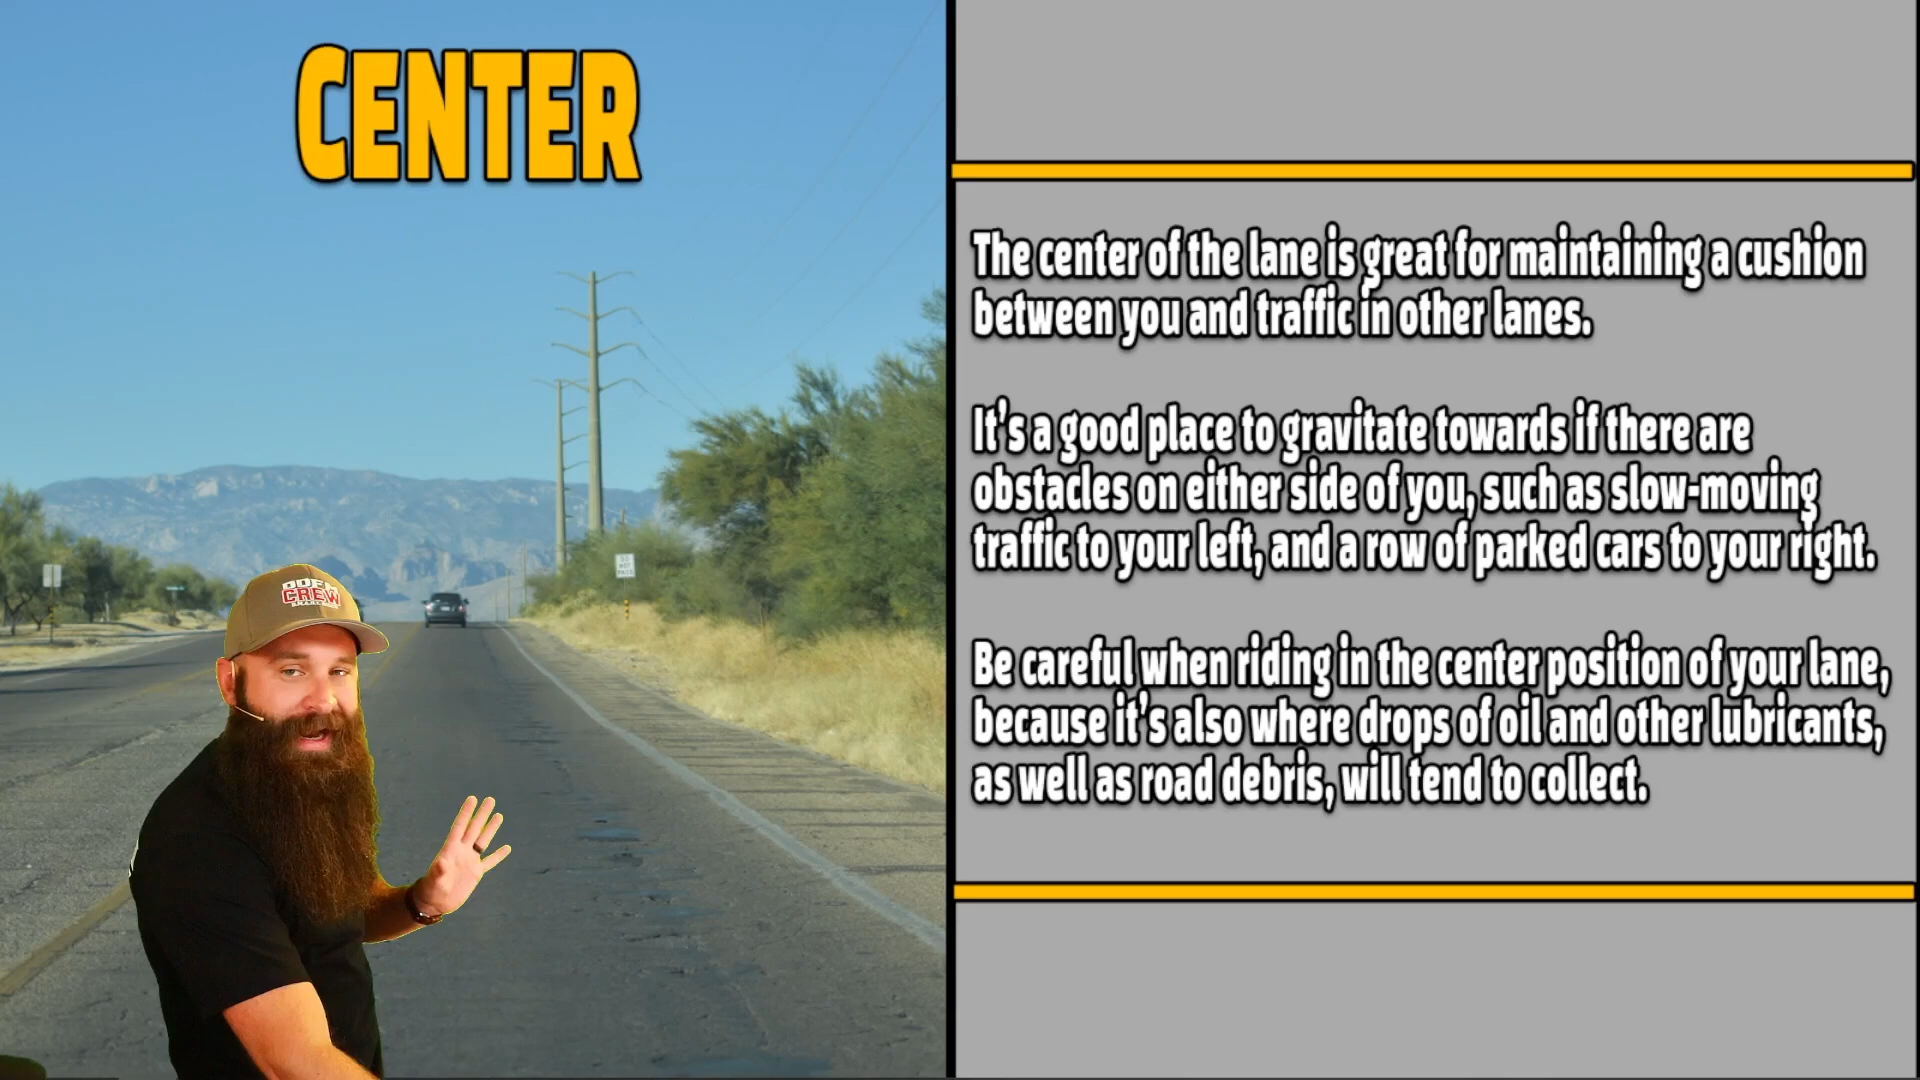 CENTER
The center of the lane is great for maintaining a cushion
between you and traffic in other lanes.
It's a good place to gravitate towards if there are
obstacles on either side of you, such as slow-moving
traffic to your left, and a row of parked cars to your right.
Be careful when riding in the center position of your lane,
because it's also where drops of oil and other lubricants,
as well as road debris, will tend to collect.
DO
NOT
PASS
CREW